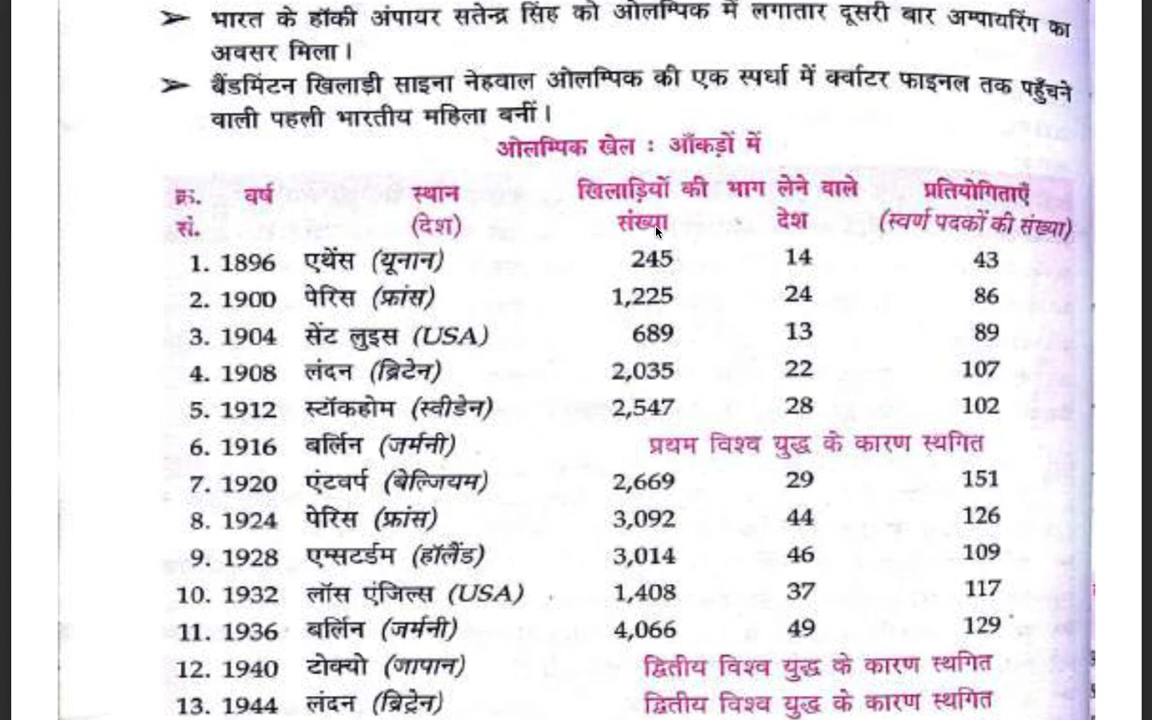 ➢ भारत के हॉकी अंपायर सतेन्द्र सिंह को ओलम्पिक में लगातार दूसरी बार अम्पायरिंग का
अवसर मिला।
➢ बैंडमिंटन खिलाड़ी साइना नेहवाल ओलम्पिक की एक स्पर्धा में क्वार्टर फाइनल तक पहुँचने
वाली पहली भारतीय महिला बनीं।
ओलम्पिक खेल : आँकड़ों में
क्र. वर्ष स्थान खिलाड़ियों की भाग लेने वाले प्रतियोगिताएँ
सं. (देश) संख्या देश (स्वर्ण पदकों की संख्या)
1. 1896 एथेंस (यूनान) 245 14 43
2. 1900 पेरिस (फ्रांस) 1,225 24 86
3. 1904 सेंट लुइस (USA) 689 13 89
4. 1908 लंदन (ब्रिटेन) 2,035 22 107
5. 1912 स्टॉकहोम (स्वीडेन) 2,547 28 102
6. 1916 बर्लिन (जर्मनी) प्रथम विश्व युद्ध के कारण स्थगित
7. 1920 एंटवर्प (बेल्जियम) 2,669 29 151
8. 1924 पेरिस (फ्रांस) 3,092 44 126
9. 1928 एम्सटर्डम (हॉलैंड) 3,014 46 109
10. 1932 लॉस एंजिल्स (USA) 1,408 37 117
11. 1936 बर्लिन (जर्मनी) 4,066 49 129
12. 1940 टोक्यो (जापान) द्वितीय विश्व युद्ध के कारण स्थगित
13. 1944 लंदन (ब्रिट्रेन) द्वितीय विश्व युद्ध के कारण स्थगित